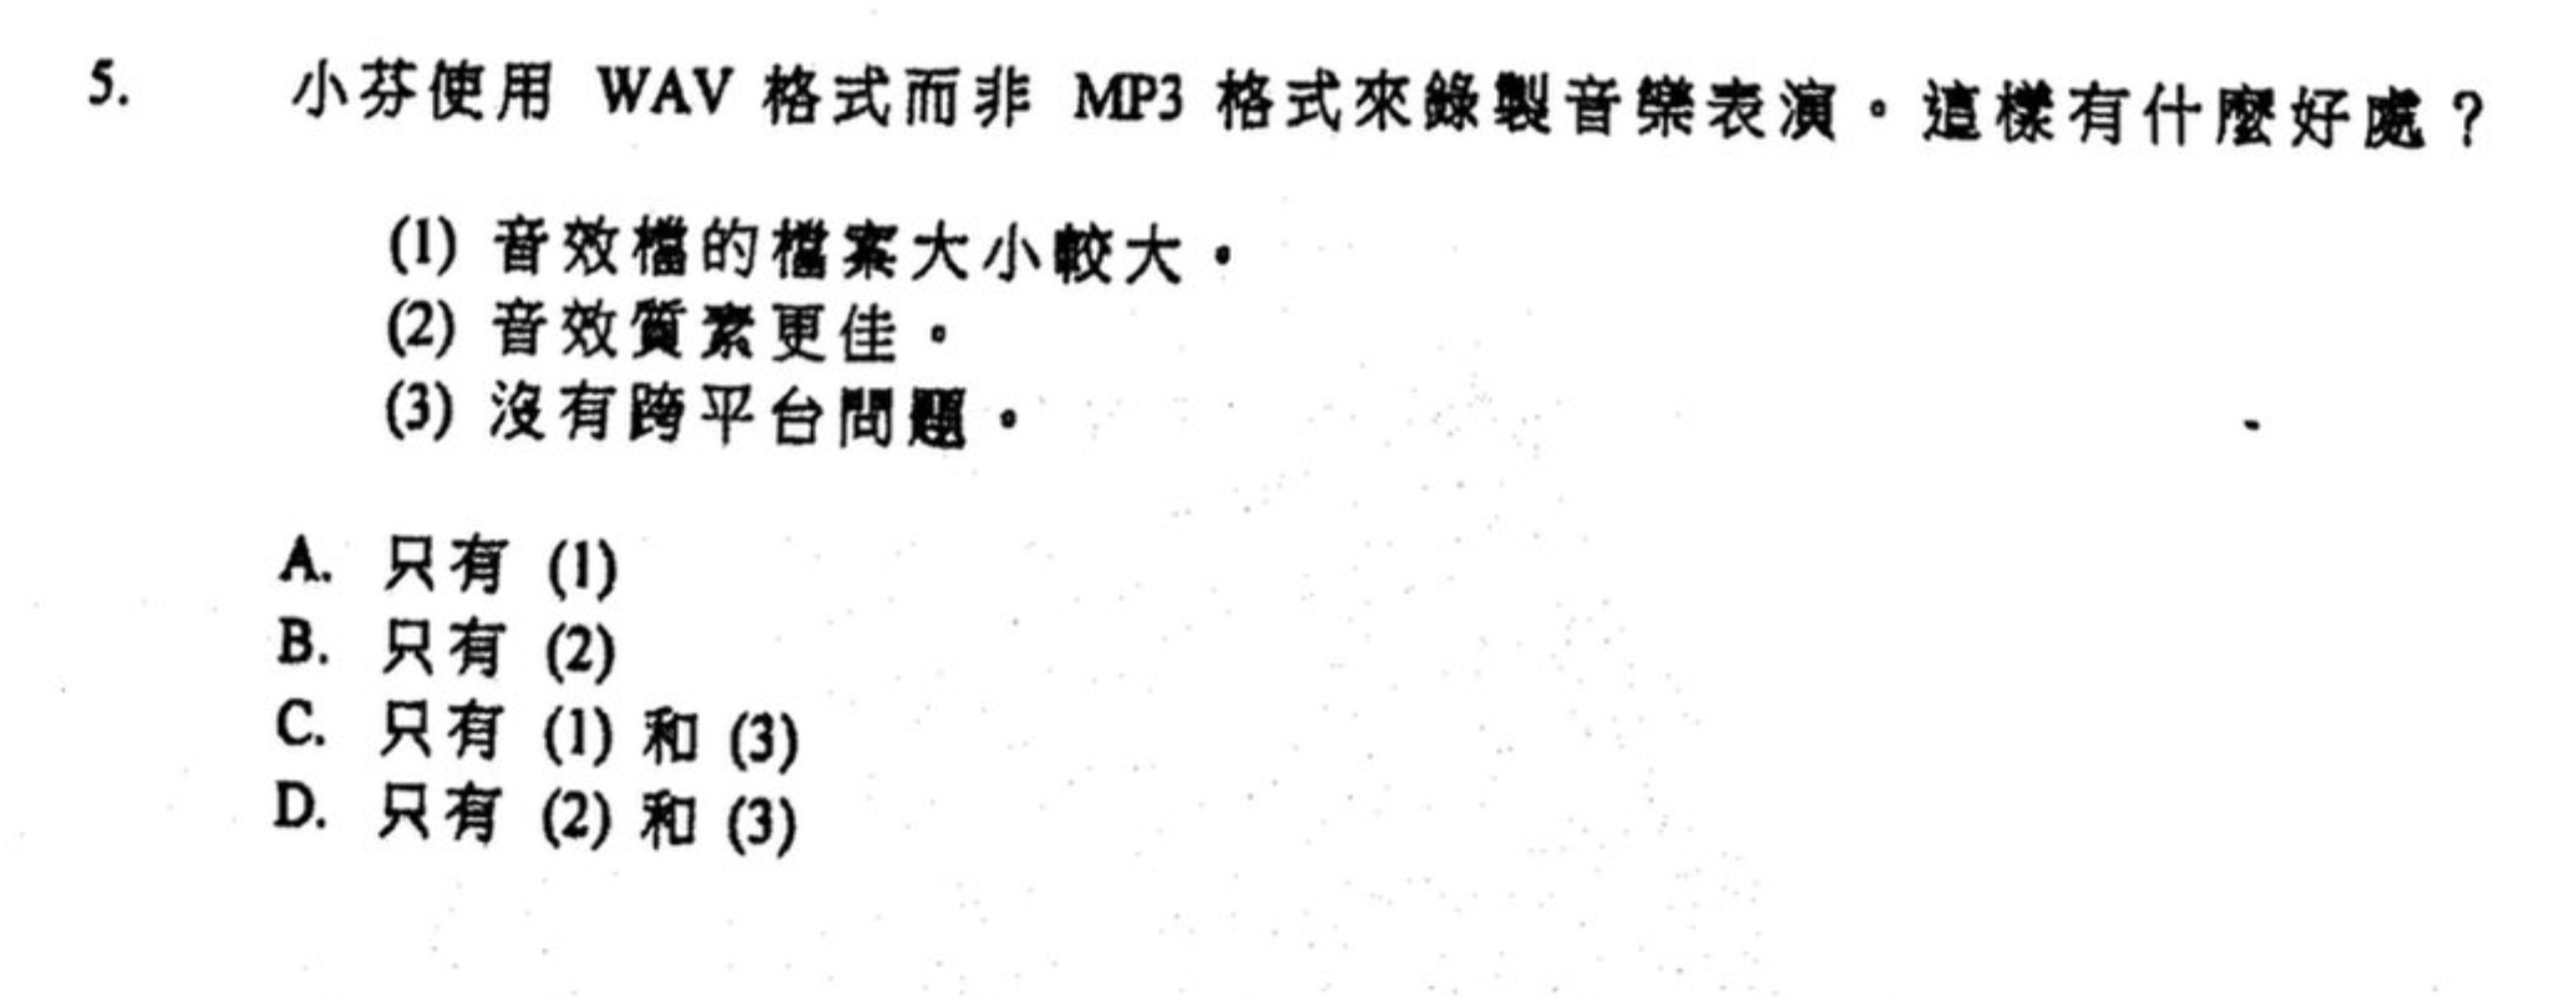 5. 小芬使用 WAV 格式而非 MP3 格式來錄製音樂表演。這樣有什麼好處？
(1) 音效檔的檔案大小較大。
(2) 音效質素更佳。
(3) 沒有跨平台問題。
A. 只有 (1)
B. 只有 (2)
C. 只有 (1) 和 (3)
D. 只有 (2) 和 (3)